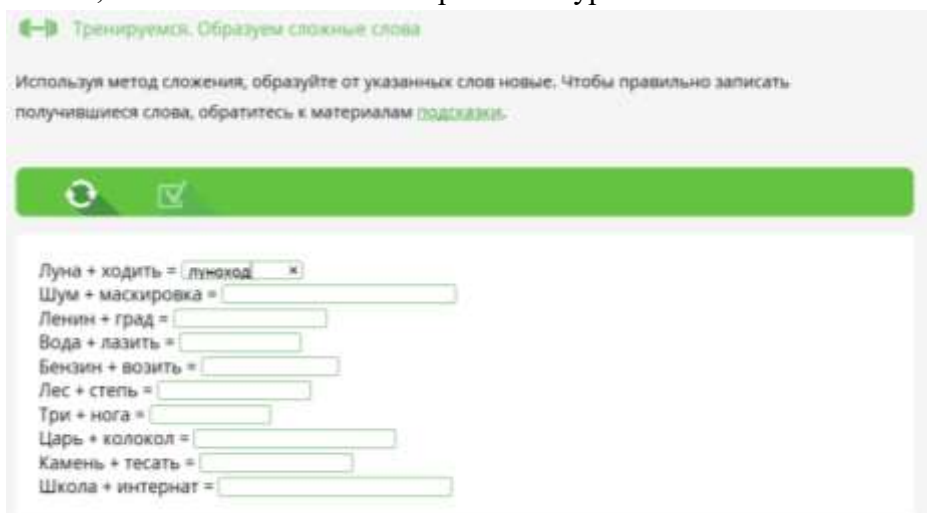 Тренируемся. Образуем сложные слова
Используя метод сложения, образуйте от указанных слов новые. Чтобы правильно записать
получившиеся слова, обратитесь к материалам подсказки.
Луна + ходить = луноход ×
Шум + маскировка =
Ленин + град =
Вода + лазить =
Бензин + возить =
Лес + степь =
Три + нога =
Царь + колокол =
Камень + тесать =
Школа + интернат =